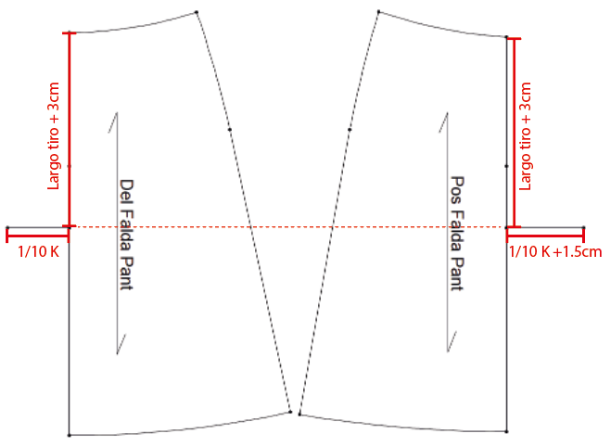 Largo tiro + 3cm
Del Falda Pant
1/10 K
Pos Falda Pant
Largo tiro + 3cm
1/10 K +1.5cm